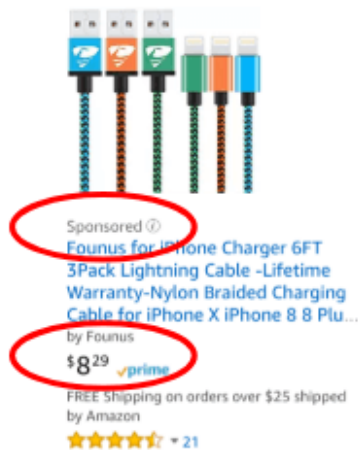 Sponsored
Founus for iPhone Charger 6FT
3Pack Lightning Cable -Lifetime
Warranty-Nylon Braided Charging
Cable for iPhone X iPhone 8 8 Plu...
by Founus
$8 29 prime
FREE Shipping on orders over $25 shipped
by Amazon
21